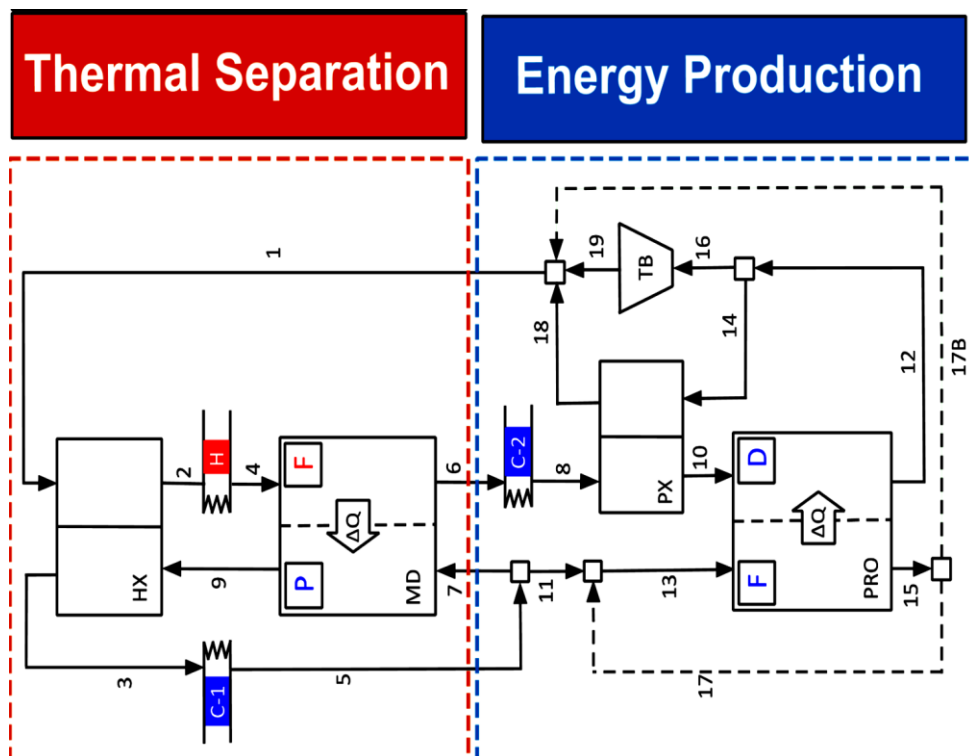 Thermal Separation
Energy Production
1
19
TB
16
18
14
12
17B
2
H
4
F
ΔQ
P
MD
HX
9
6
C-2
8
PX
10
D
ΔQ
F
PRO
7
11
13
15
17
3
C-1
5